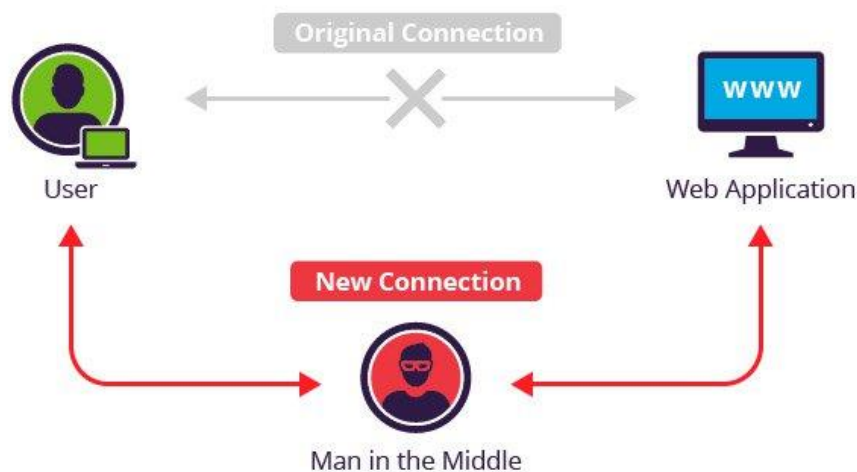 Original Connection
www
User
Web Application
New Connection
Man in the Middle